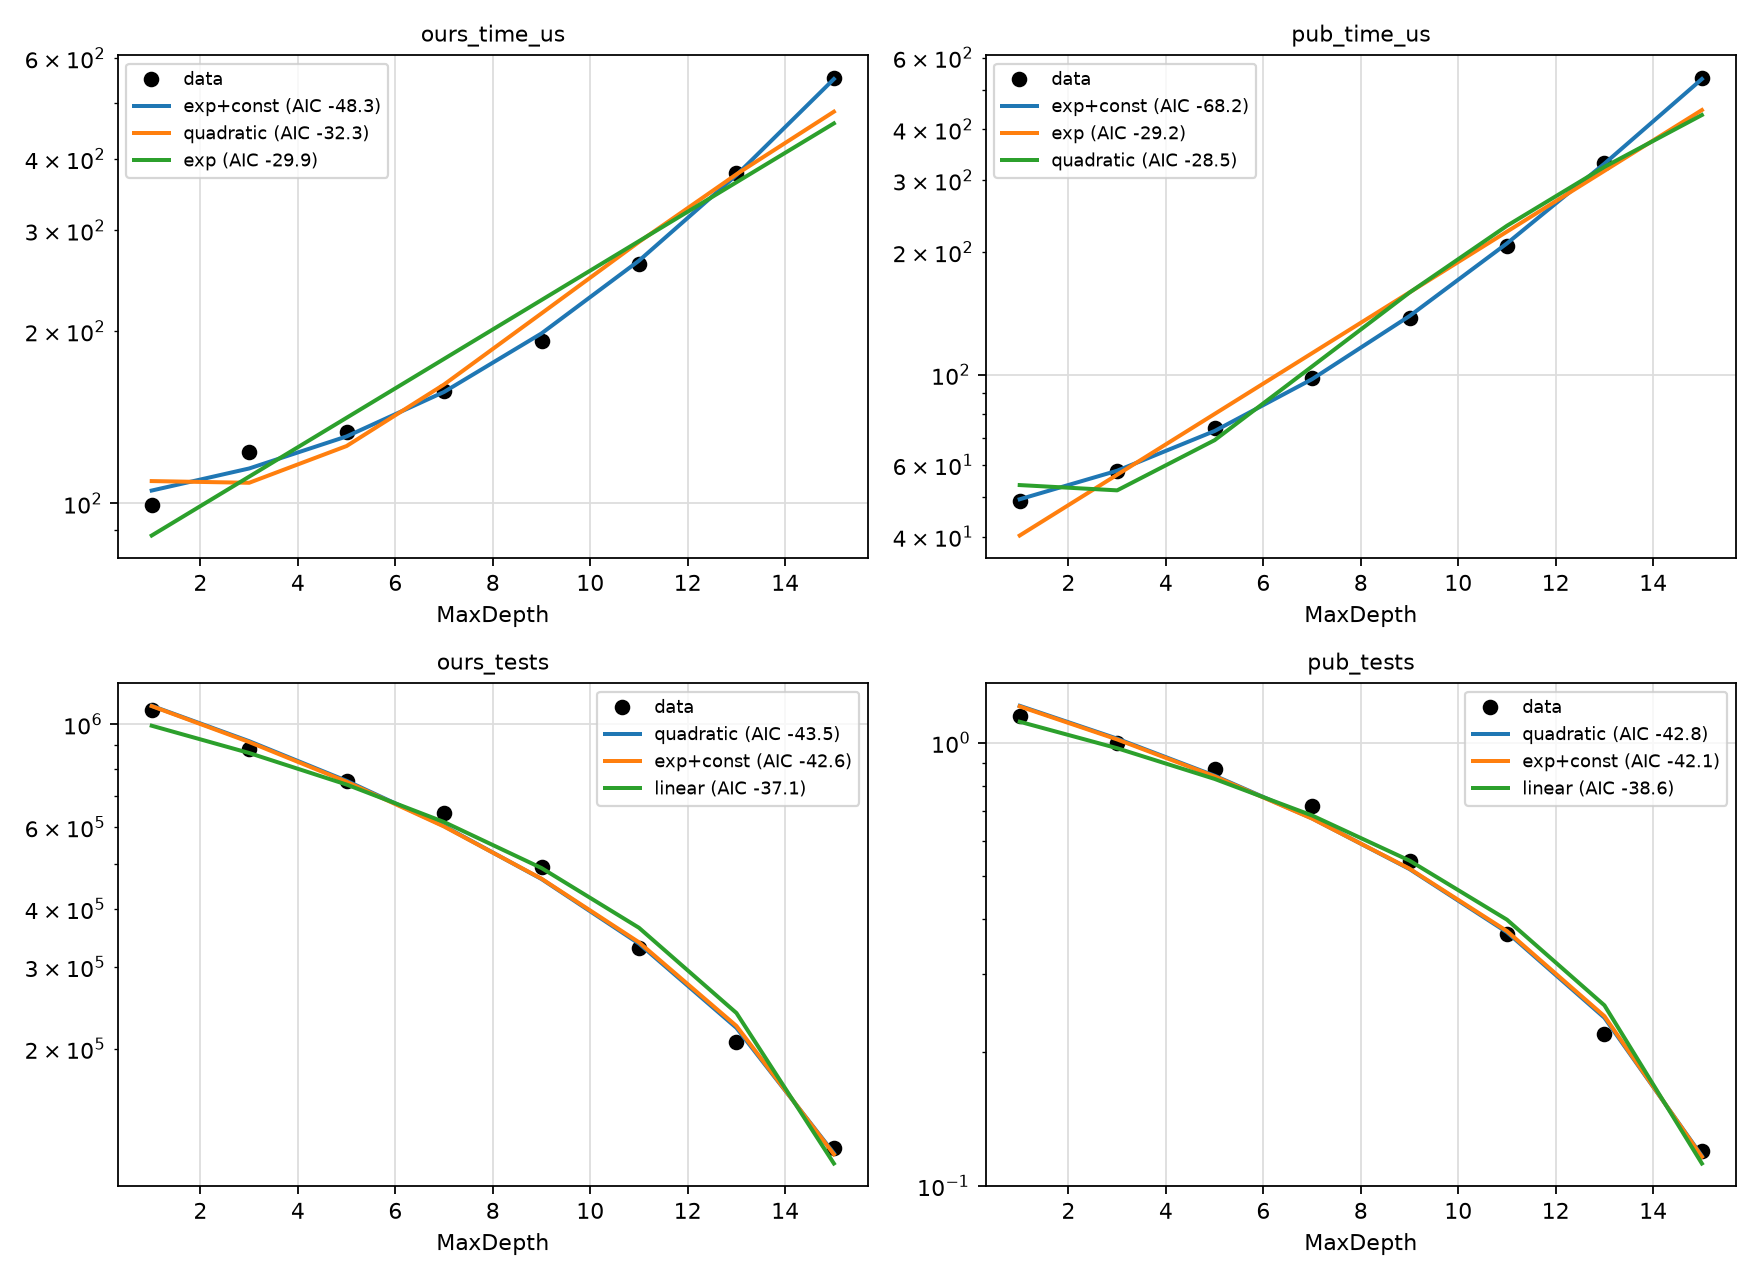 ours_time_us
6 × 10²
4 × 10²
3 × 10²
2 × 10²
10²
data
exp+const (AIC -48.3)
quadratic (AIC -32.3)
exp (AIC -29.9)
2 4 6 8 10 12 14
MaxDepth
pub_time_us
6 × 10²
4 × 10²
3 × 10²
2 × 10²
10²
6 × 10¹
4 × 10¹
data
exp+const (AIC -68.2)
exp (AIC -29.2)
quadratic (AIC -28.5)
2 4 6 8 10 12 14
MaxDepth
ours_tests
10⁶
6 × 10⁵
4 × 10⁵
3 × 10⁵
2 × 10⁵
data
quadratic (AIC -43.5)
exp+const (AIC -42.6)
linear (AIC -37.1)
2 4 6 8 10 12 14
MaxDepth
pub_tests
10⁰
10⁻¹
data
quadratic (AIC -42.8)
exp+const (AIC -42.1)
linear (AIC -38.6)
2 4 6 8 10 12 14
MaxDepth